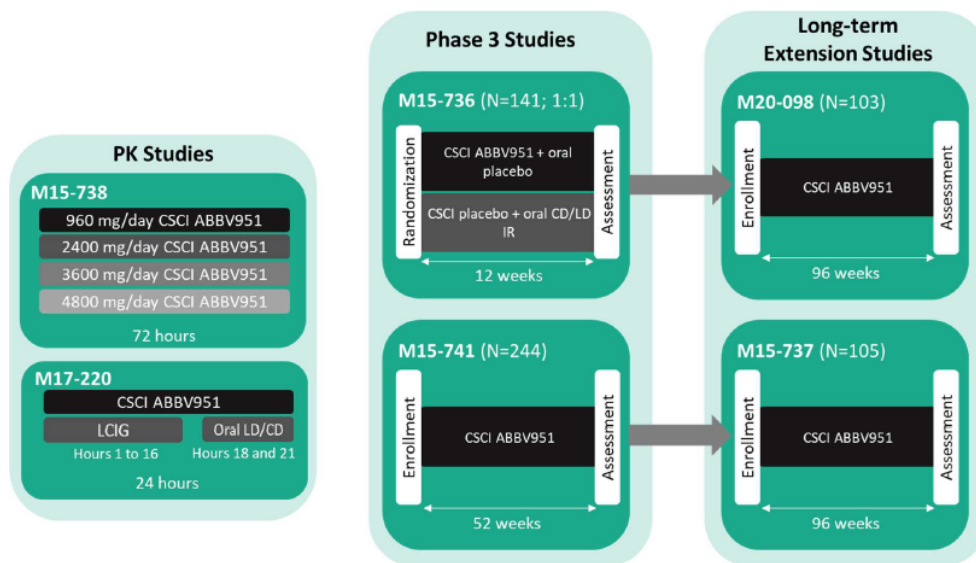 PK Studies
M15-738
960 mg/day CSCI ABBV951
2400 mg/day CSCI ABBV951
3600 mg/day CSCI ABBV951
4800 mg/day CSCI ABBV951
72 hours
M17-220
CSCI ABBV951
LCIG
Oral LD/CD
Hours 1 to 16
Hours 18 and 21
24 hours
Phase 3 Studies
M15-736 (N=141; 1:1)
Randomization
CSCI ABBV951 + oral
placebo
CSCI placebo + oral CD/LD
IR
Assessment
12 weeks
M15-741 (N=244)
Enrollment
CSCI ABBV951
Assessment
52 weeks
Long-term
Extension Studies
M20-098 (N=103)
Enrollment
CSCI ABBV951
Assessment
96 weeks
M15-737 (N=105)
Enrollment
CSCI ABBV951
Assessment
96 weeks